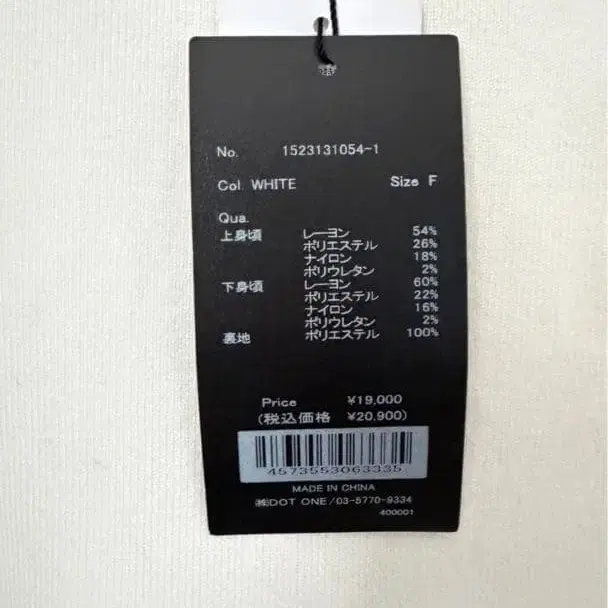 No. 1523131054-1
Col. WHITE Size F
Qua.
上身頃 レーヨン 54%
ポリエステル 26%
ナイロン 18%
ポリウレタン 2%
下身頃 レーヨン 60%
ポリエステル 22%
ナイロン 16%
ポリウレタン 2%
裏地 ポリエステル 100%
Price ¥19,000
(税込価格 ¥20,900)
4573553063335
MADE IN CHINA
㈱DOT ONE/03-5770-9334
400001